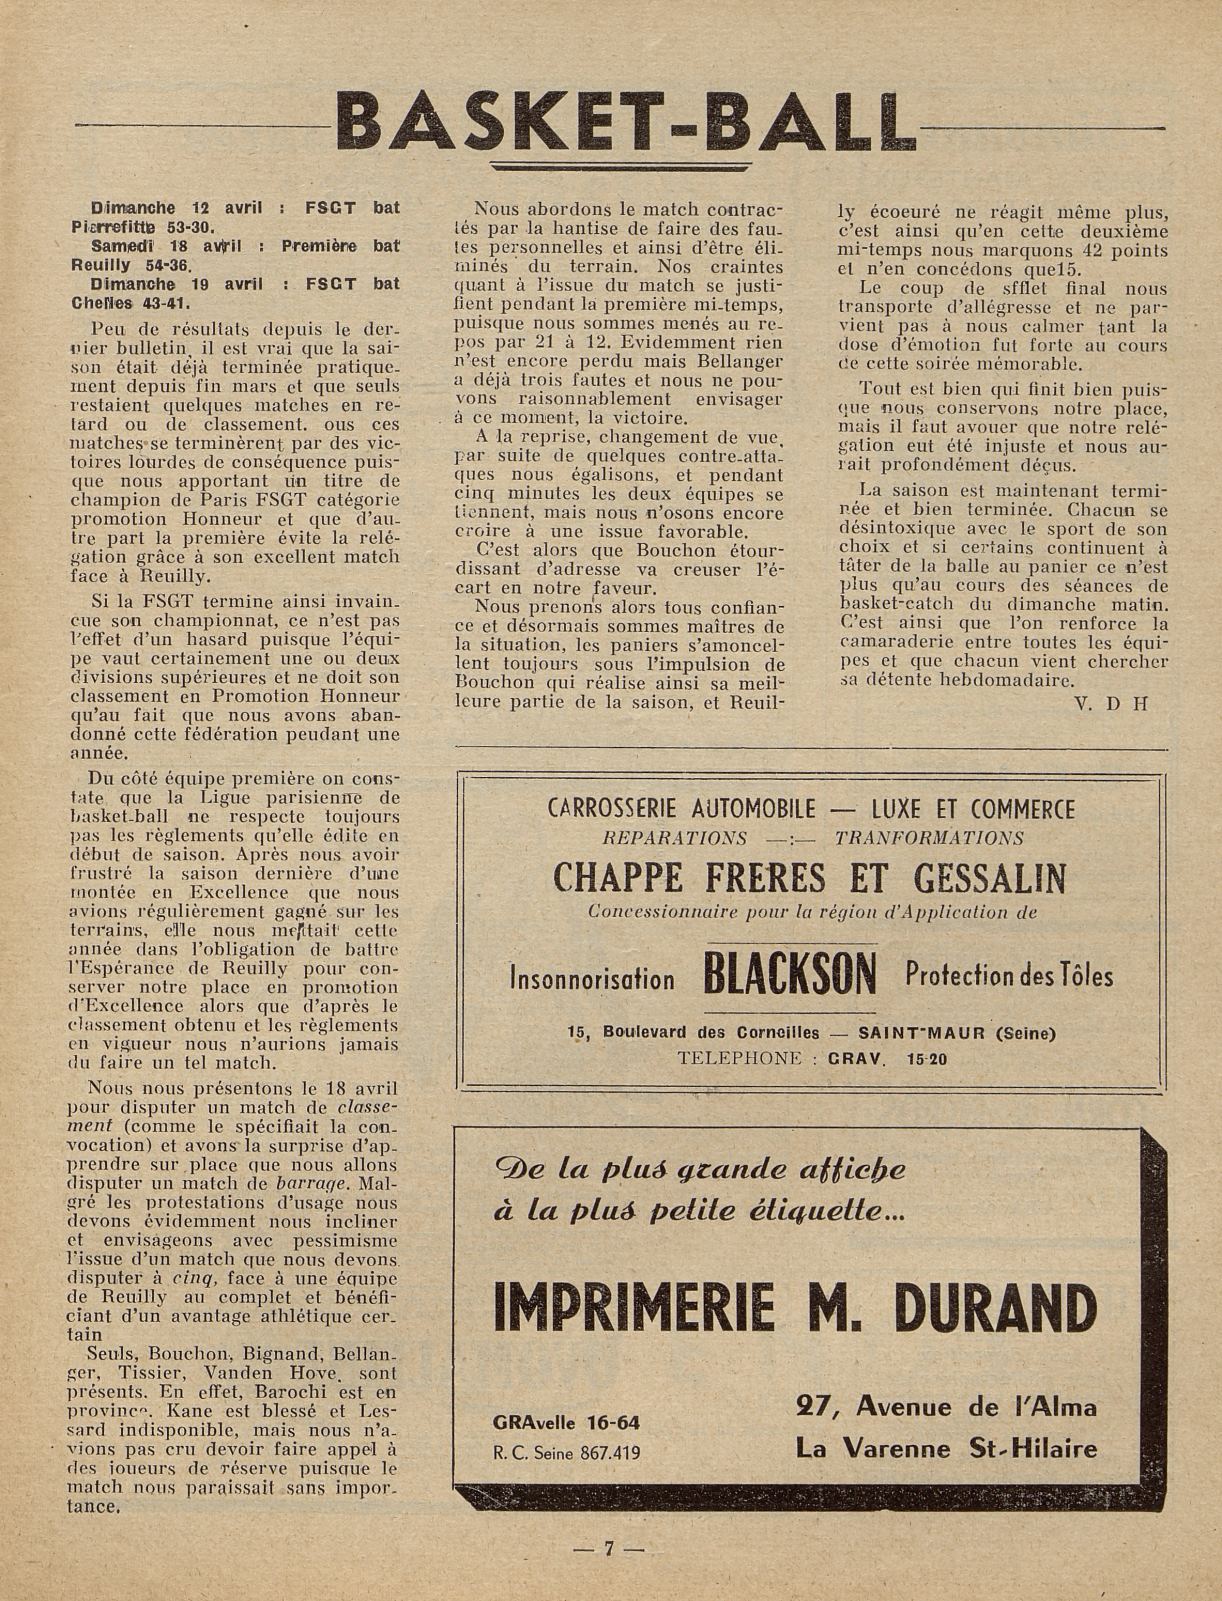 BASKET-BALL
Dimanche 12 avril : FSGT bat
Pierrefitte 53-30.
Samedi 18 avril : Première bat
Reuilly 54-36.
Dimanche 19 avril : FSGT bat
Chelles 43-41.
Peu de résultats depuis le der-
nier bulletin, il est vrai que la sai-
son était déjà terminée pratique-
ment depuis fin mars et que seuls
restaient quelques matches en re-
tard ou de classement. ous ces
matches se terminèrent par des vic-
toires lourdes de conséquence puis-
que nous apportant un titre de
champion de Paris FSGT catégorie
promotion Honneur et que d'au-
tre part la première évite la relé-
gation grâce à son excellent match
face à Reuilly.
Si la FSGT termine ainsi invain-
cue son championnat, ce n'est pas
l'effet d'un hasard puisque l'équi-
pe vaut certainement une ou deux
divisions supérieures et ne doit son
classement en Promotion Honneur
qu'au fait que nous avons aban-
donné cette fédération peudant une
année.
Du côté équipe première on cons-
tate que la Ligue parisienne de
basket-ball ne respecte toujours
pas les règlements qu'elle édite en
début de saison. Après nous avoir
frustré la saison dernière d'une
montée en Excellence que nous
avions régulièrement gagné sur les
terrains, elle nous mettait cette
année dans l'obligation de battre
l'Espérance de Reuilly pour con-
server notre place en promotion
d'Excellence alors que d'après le
classement obtenu et les règlements
en vigueur nous n'aurions jamais
du faire un tel match.
Nous nous présentons le 18 avril
pour disputer un match de classe-
ment (comme le spécifiait la con-
vocation) et avons la surprise d'ap-
prendre sur place que nous allons
disputer un match de barrage. Mal-
gré les protestations d'usage nous
devons évidemment nous incliner
et envisageons avec pessimisme
l'issue d'un match que nous devons
disputer à cinq, face à une équipe
de Reuilly au complet et bénéfi-
ciant d'un avantage athlétique cer-
tain
Seuls, Bouchon, Bignand, Bellan-
ger, Tissier, Vanden Hove, sont
présents. En effet, Barochi est en
province. Kane est blessé et Les-
sard indisponible, mais nous n'a-
vions pas cru devoir faire appel à
des joueurs de réserve puisque le
match nous paraissait sans impor-
tance.
Nous abordons le match contrac-
tés par la hantise de faire des fau-
tes personnelles et ainsi d'être éli-
minés du terrain. Nos craintes
quant à l'issue du match se justi-
fient pendant la première mi-temps,
puisque nous sommes menés au re-
pos par 21 à 12. Evidemment rien
n'est encore perdu mais Bellanger
a déjà trois fautes et nous ne pou-
vons raisonnablement envisager
à ce moment, la victoire.
A la reprise, changement de vue,
par suite de quelques contre-atta-
ques nous égalisons, et pendant
cinq minutes les deux équipes se
tiennent, mais nous n'osons encore
croire à une issue favorable.
C'est alors que Bouchon étour-
dissant d'adresse va creuser l'é-
cart en notre faveur.
Nous prenons alors tous confian-
ce et désormais sommes maîtres de
la situation, les paniers s'amoncel-
lent toujours sous l'impulsion de
Bouchon qui réalise ainsi sa meil-
leure partie de la saison, et Reuil-
ly écoeuré ne réagit même plus,
c'est ainsi qu'en cette deuxième
mi-temps nous marquons 42 points
et n'en concédons que15.
Le coup de sfflet final nous
transporte d'allégresse et ne par-
vient pas à nous calmer tant la
dose d'émotion fut forte au cours
de cette soirée mémorable.
Tout est bien qui finit bien puis-
que nous conservons notre place,
mais il faut avouer que notre relé-
gation eut été injuste et nous au-
rait profondément déçus.
La saison est maintenant termi-
née et bien terminée. Chacun se
désintoxique avec le sport de son
choix et si certains continuent à
tâter de la balle au panier ce n'est
plus qu'au cours des séances de
basket-catch du dimanche matin.
C'est ainsi que l'on renforce la
camaraderie entre toutes les équi-
pes et que chacun vient chercher
sa détente hebdomadaire.
V. D H
CARROSSERIE AUTOMOBILE — LUXE ET COMMERCE
REPARATIONS —:— TRANFORMATIONS
CHAPPE FRERES ET GESSALIN
Concessionnaire pour la région d'Application de
Insonnorisation BLACKSON Protection des Tôles
15, Boulevard des Corneilles — SAINT-MAUR (Seine)
TELEPHONE : GRAV. 15-20
De la plus grande affiche
à la plus petite étiquette...
IMPRIMERIE M. DURAND
27, Avenue de l'Alma
GRAvelle 16-64
La Varenne St-Hilaire
R. C. Seine 867.419
— 7 —